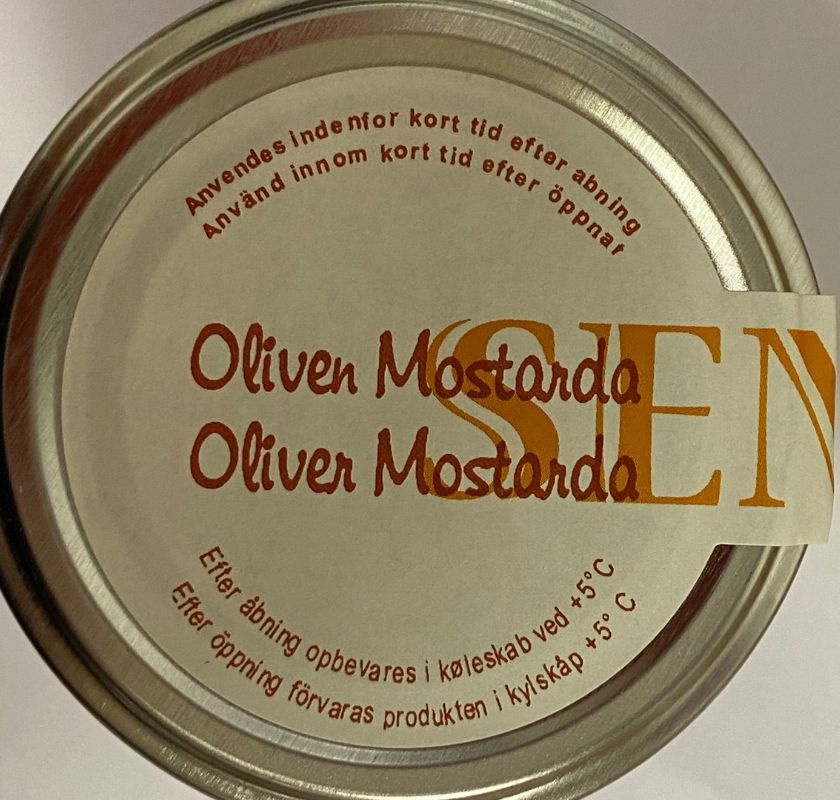 Anvendes indenfor kort tid efter abning
Använd innom kort tid efter öppnat
Oliven Mostarda
Oliver Mostarda
SEN
Efter åbning opbevares i køleskab ved +5°C
Efter öppning förvaras produkten i kylskåp +5° C